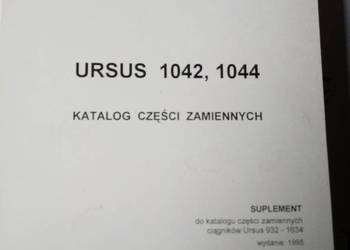 URSUS 1042, 1044
KATALOG CZĘŚCI ZAMIENNYCH
SUPLEMENT
do katalogu części zamiennych
ciągników Ursus 932 - 1634
wydanie 1995